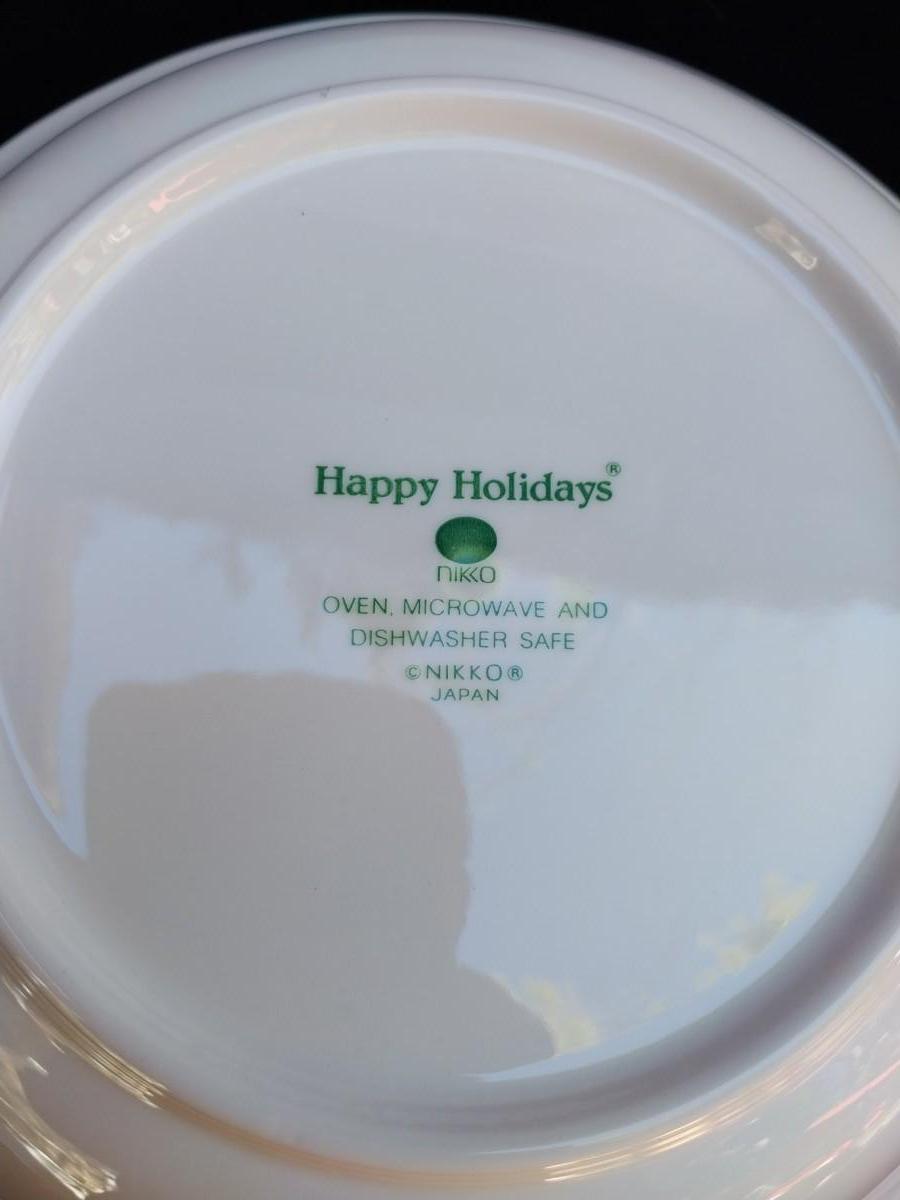 Happy Holidays®
nikko
OVEN, MICROWAVE AND
DISHWASHER SAFE
©NIKKO®
JAPAN